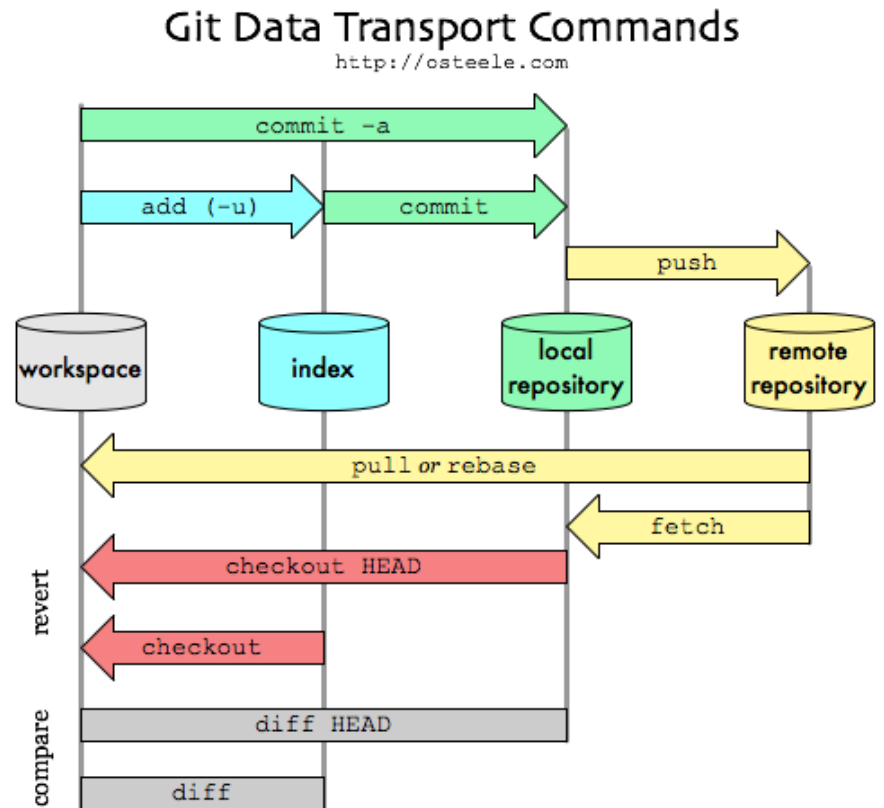 Git Data Transport Commands
http://osteele.com
commit -a
add (-u)
commit
push
workspace
index
local
repository
remote
repository
pull or rebase
fetch
revert
checkout HEAD
checkout
compare
diff HEAD
diff